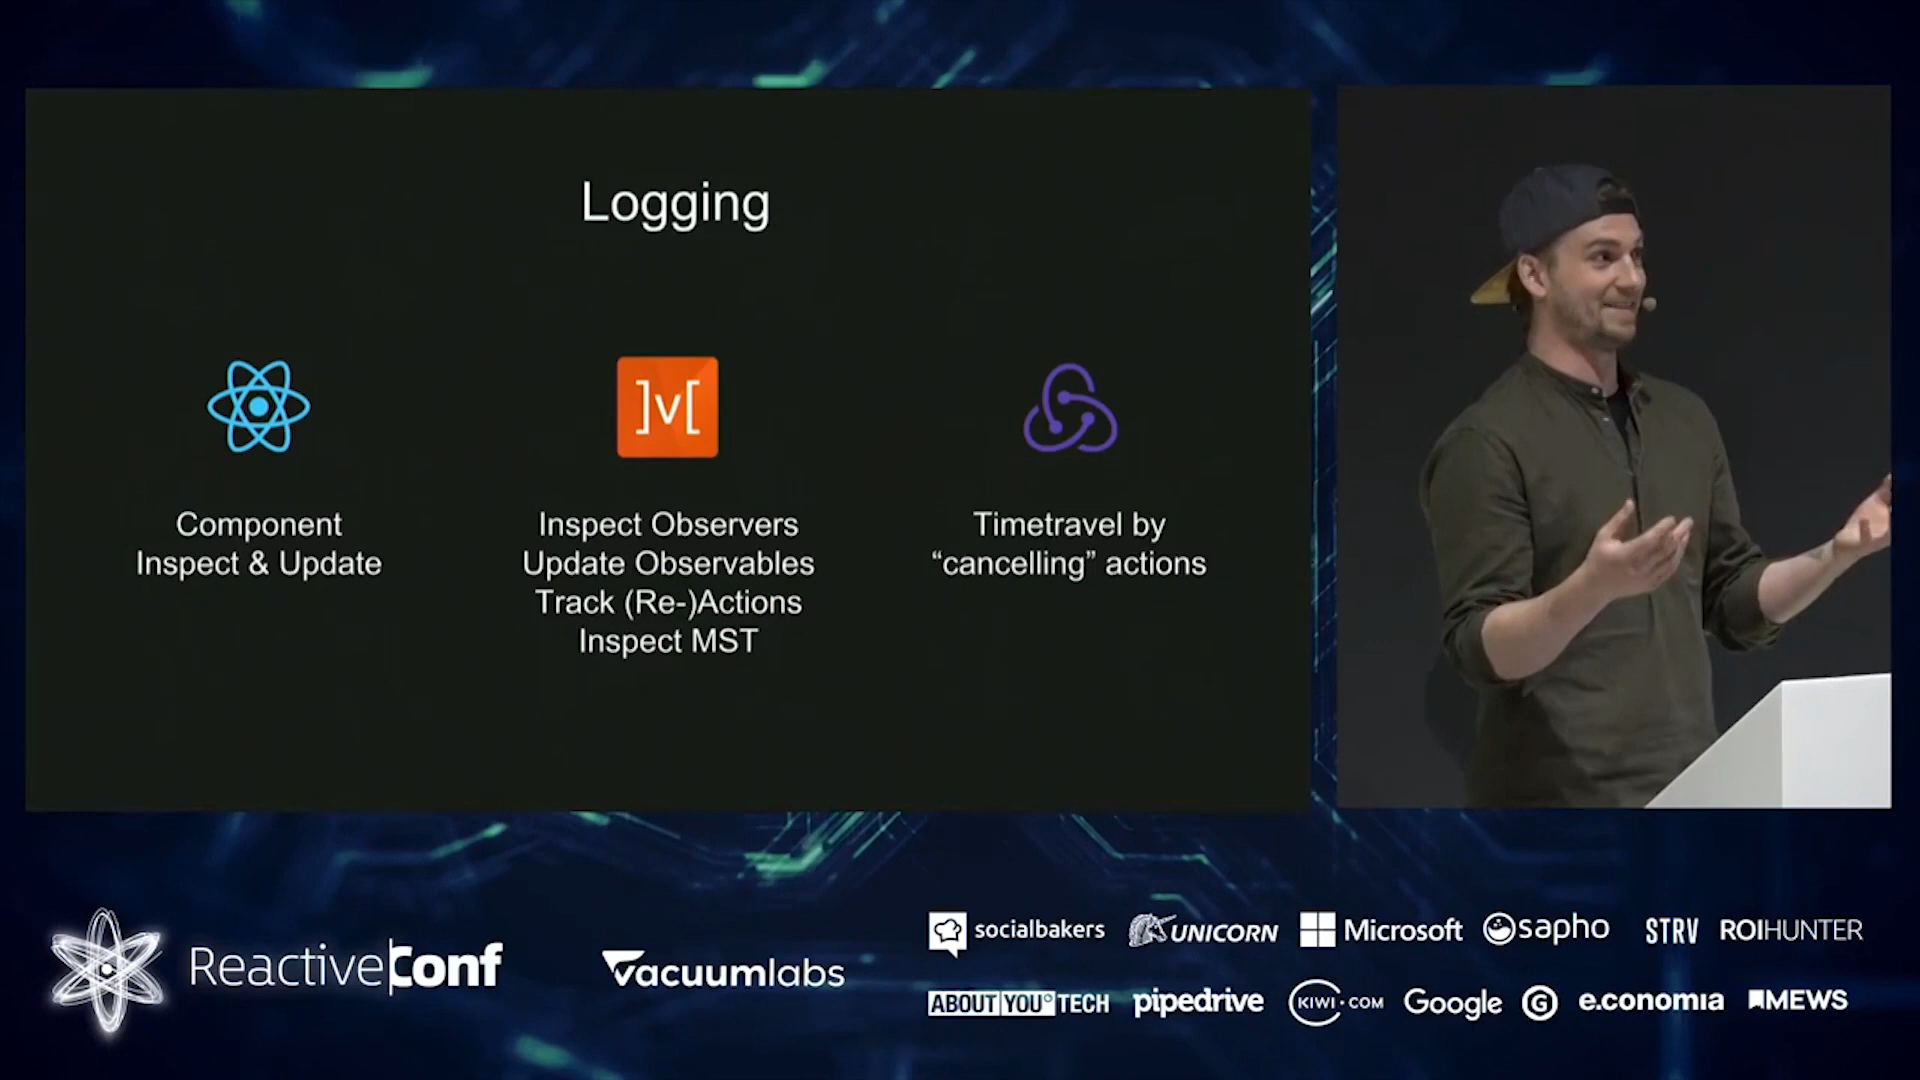 Logging
]v[
Component
Inspect & Update
Inspect Observers
Update Observables
Track (Re-)Actions
Inspect MST
Timetravel by
“cancelling” actions
ReactiveConf
vacuumlabs
socialbakers
UNICORN
Microsoft
sapho
STRV
ROIHUNTER
ABOUT YOU° TECH
pipedrive
KIWI.COM
Google
G
e.conomia
MEWS